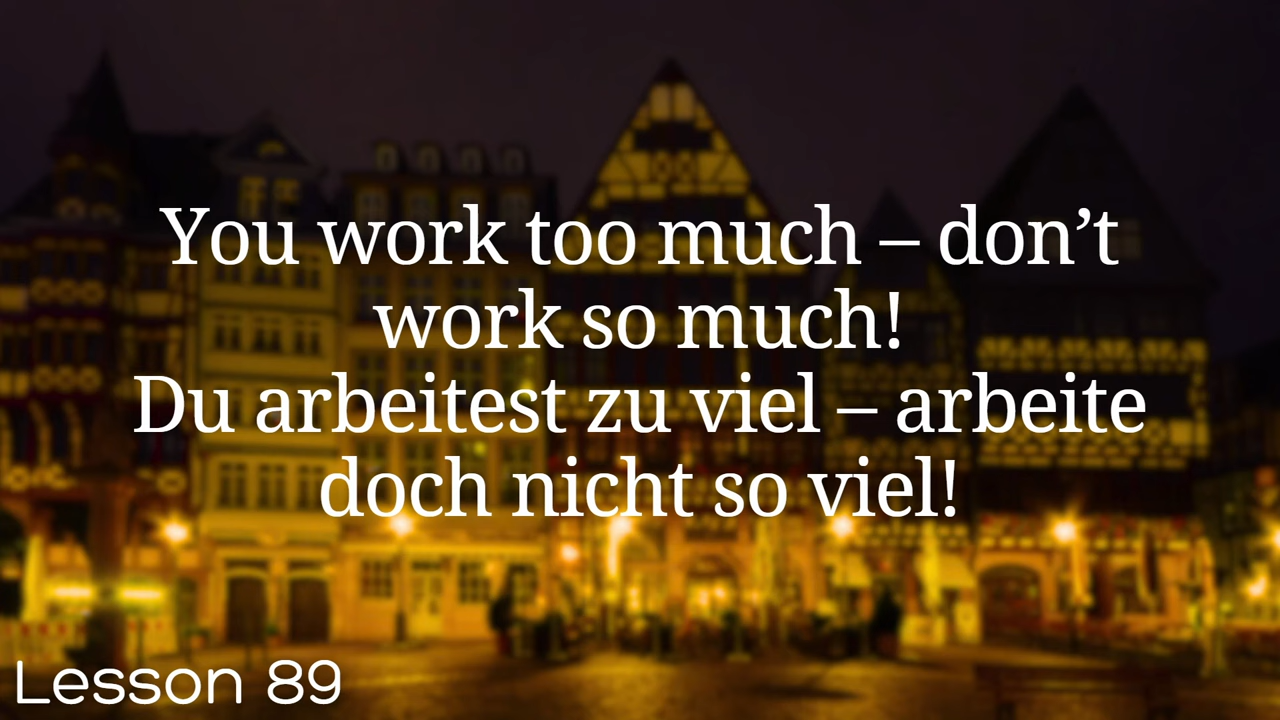 You work too much – don’t
work so much!
Du arbeitest zu viel – arbeite
doch nicht so viel!
Lesson 89